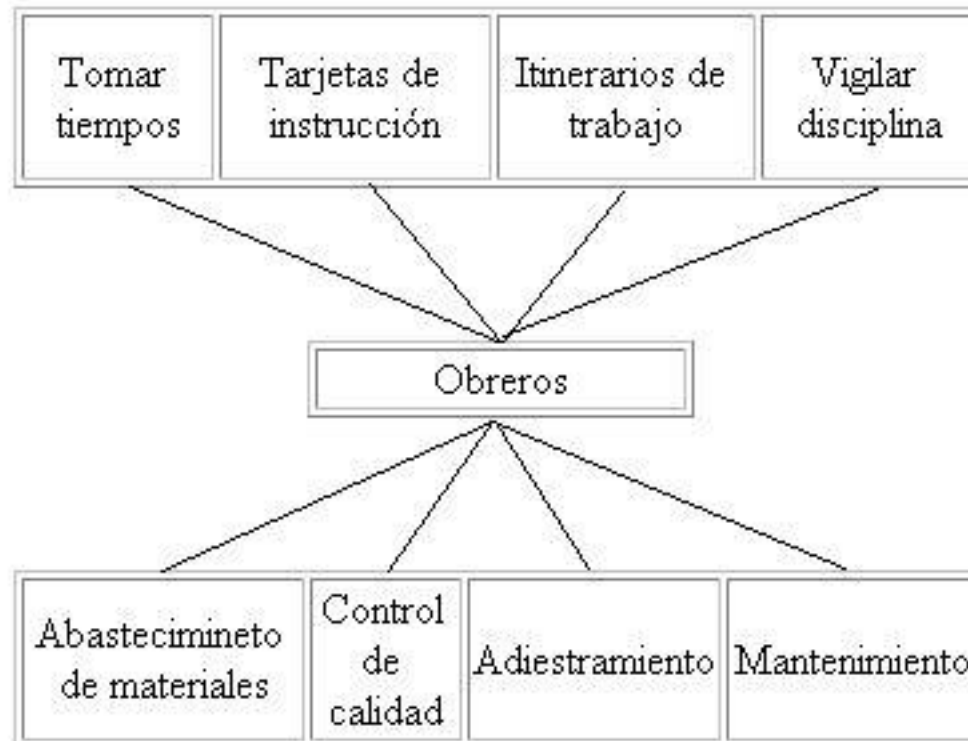 Tomar
tiempos
Tarjetas de
instrucción
Itinerarios de
trabajo
Vigilar
disciplina
Obreros
Abastecimineto
de materiales
Control
de
calidad
Adiestramiento
Mantenimiento